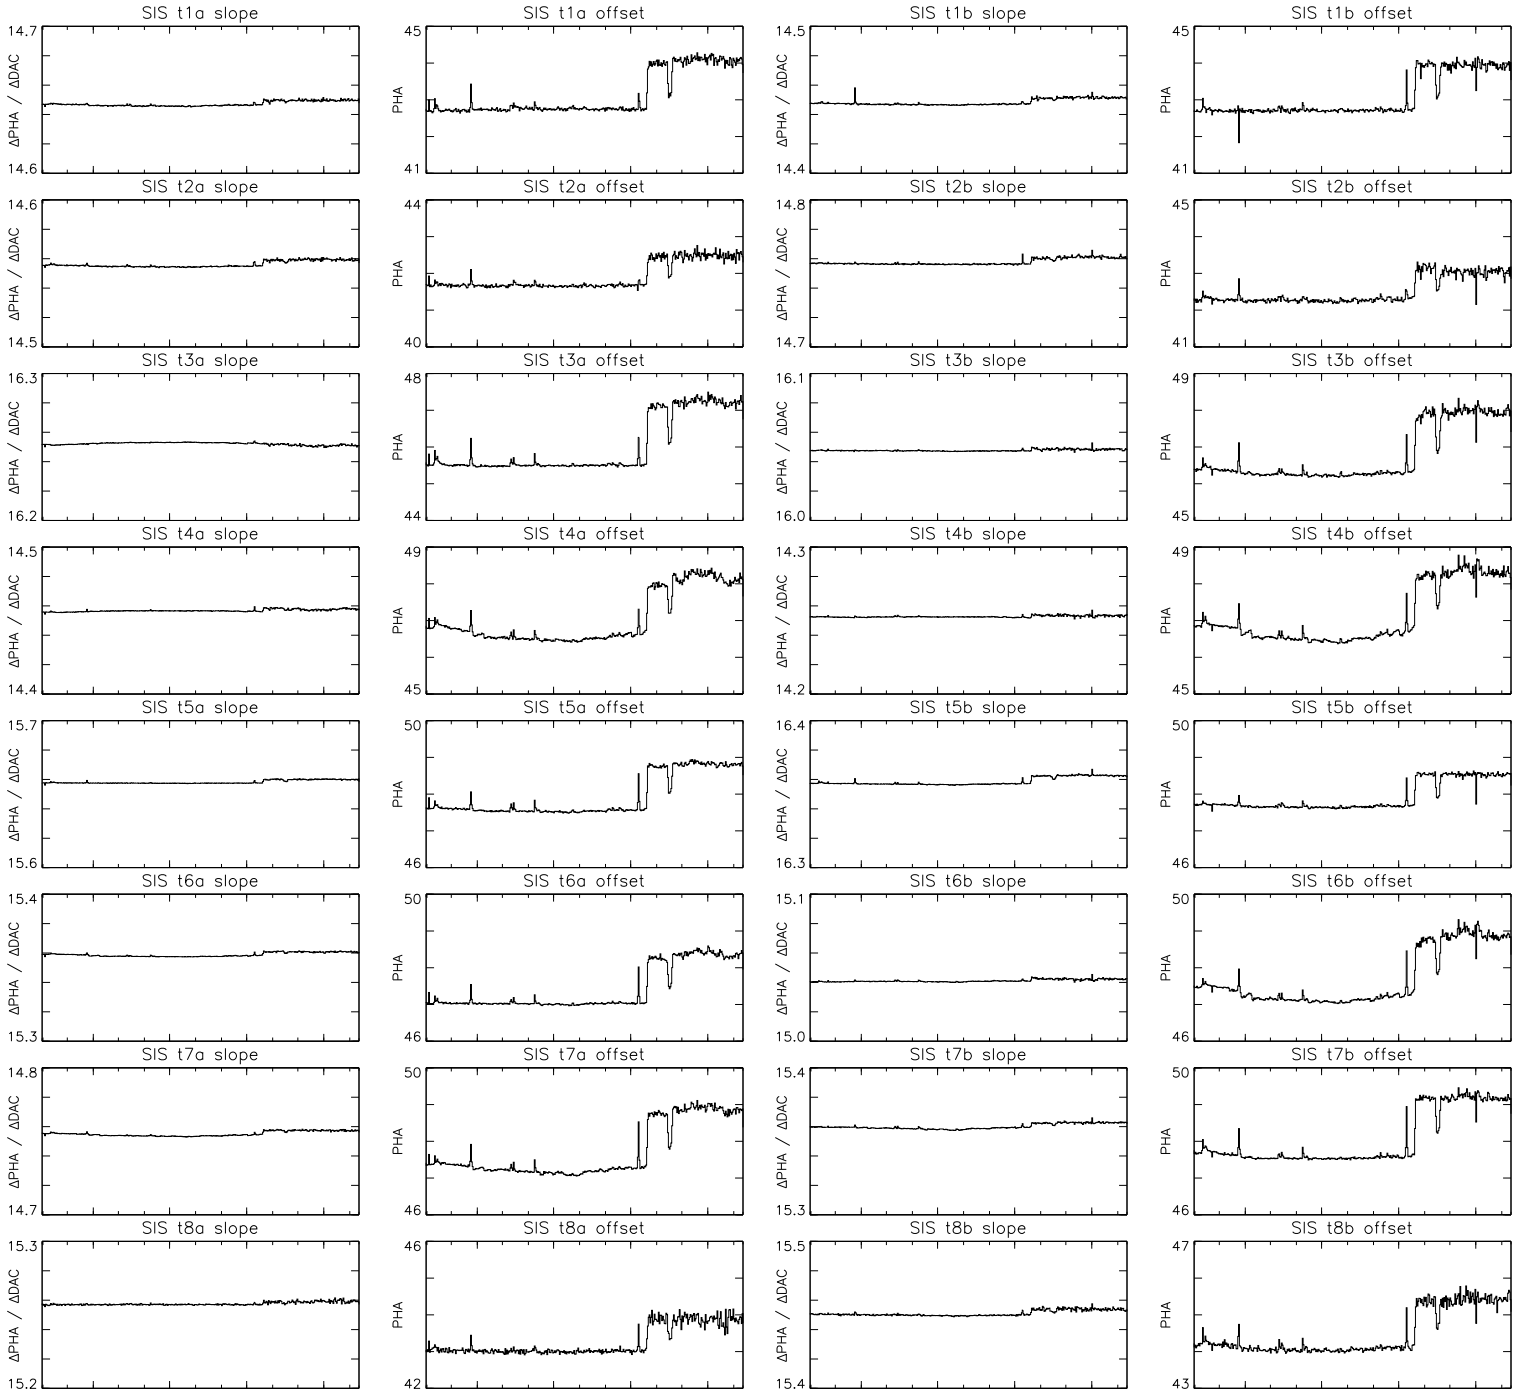 SIS t1a slope SIS t1a offset SIS t1b slope SIS t1b offset
14.7 45 14.5 45
ΔPHA / ΔDAC PHA ΔPHA / ΔDAC PHA
14.6 41 14.4 41
SIS t2a slope SIS t2a offset SIS t2b slope SIS t2b offset
14.6 44 14.8 45
ΔPHA / ΔDAC PHA ΔPHA / ΔDAC PHA
14.5 40 14.7 41
SIS t3a slope SIS t3a offset SIS t3b slope SIS t3b offset
16.3 48 16.1 49
ΔPHA / ΔDAC PHA ΔPHA / ΔDAC PHA
16.2 44 16.0 45
SIS t4a slope SIS t4a offset SIS t4b slope SIS t4b offset
14.5 49 14.3 49
ΔPHA / ΔDAC PHA ΔPHA / ΔDAC PHA
14.4 45 14.2 45
SIS t5a slope SIS t5a offset SIS t5b slope SIS t5b offset
15.7 50 16.4 50
ΔPHA / ΔDAC PHA ΔPHA / ΔDAC PHA
15.6 46 16.3 46
SIS t6a slope SIS t6a offset SIS t6b slope SIS t6b offset
15.4 50 15.1 50
ΔPHA / ΔDAC PHA ΔPHA / ΔDAC PHA
15.3 46 15.0 46
SIS t7a slope SIS t7a offset SIS t7b slope SIS t7b offset
14.8 50 15.4 50
ΔPHA / ΔDAC PHA ΔPHA / ΔDAC PHA
14.7 46 15.3 46
SIS t8a slope SIS t8a offset SIS t8b slope SIS t8b offset
15.3 46 15.5 47
ΔPHA / ΔDAC PHA ΔPHA / ΔDAC PHA
15.2 42 15.4 43